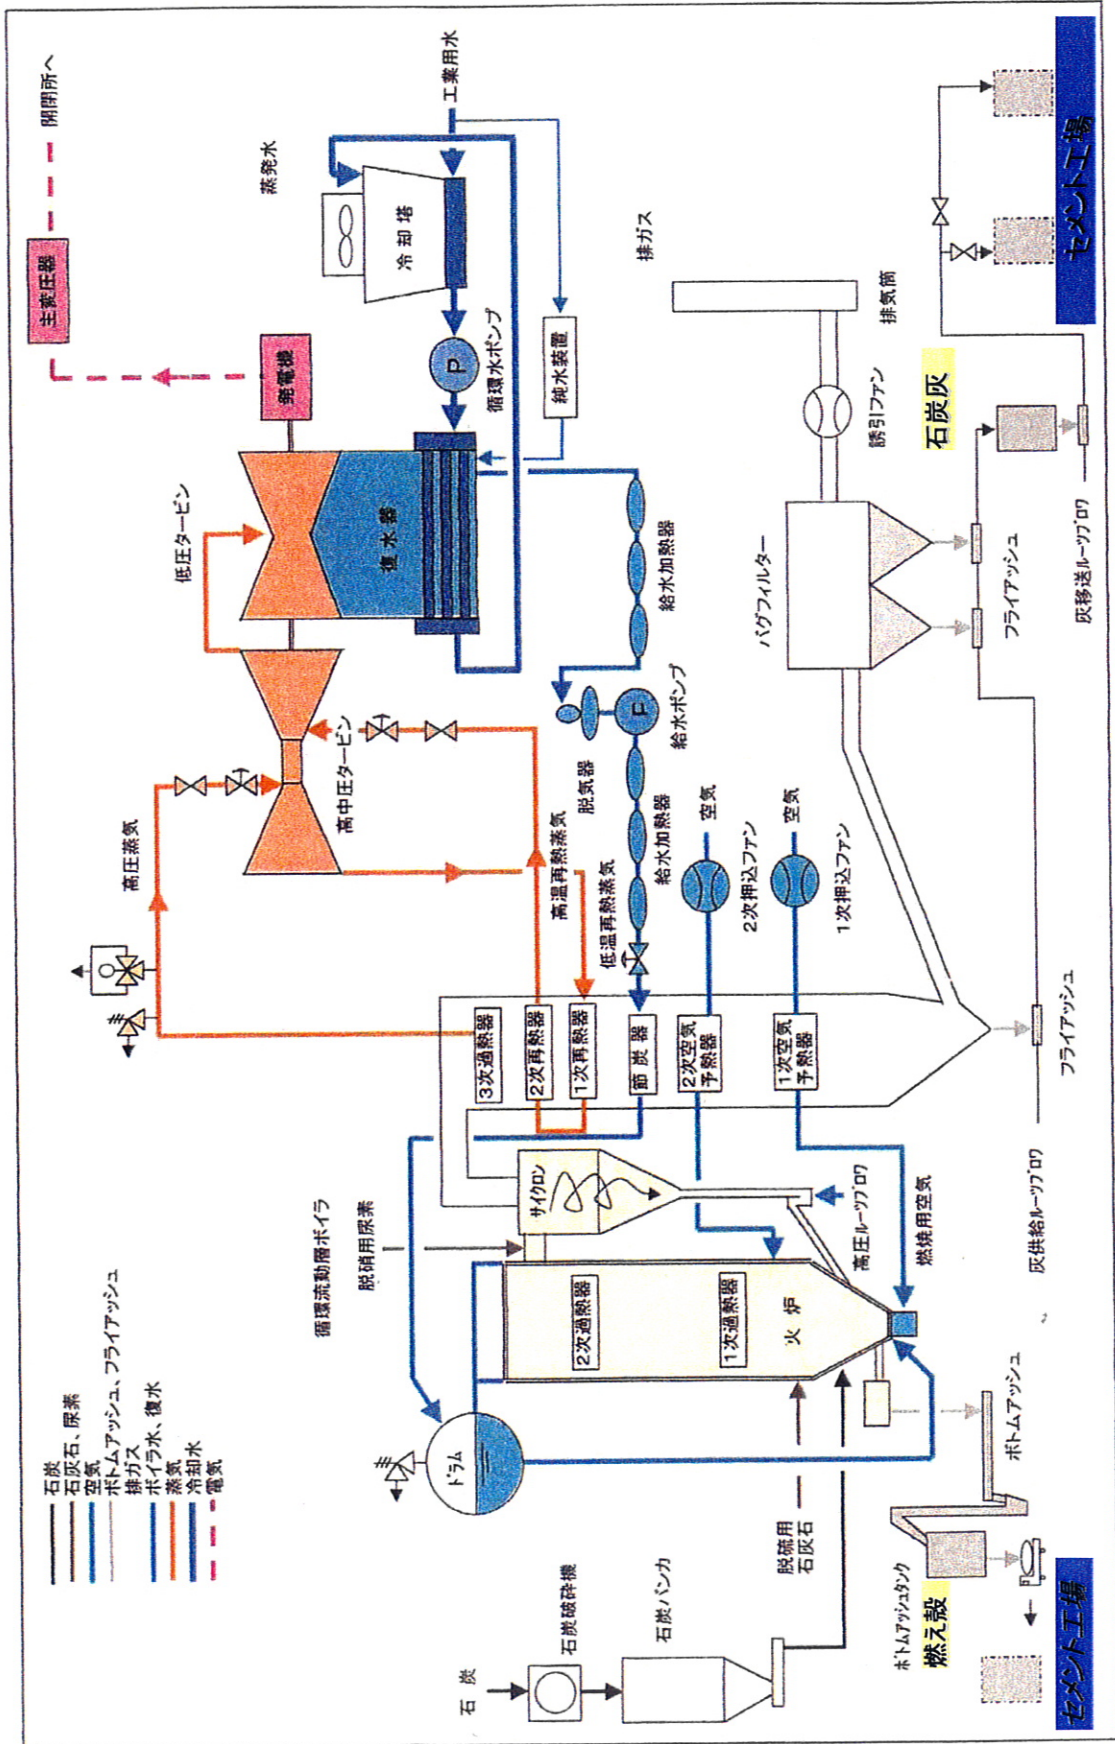 石炭
石灰石、尿素
空気
ボトムアッシュ、フライアッシュ
排ガス
ボイラ水、復水
蒸気
冷却水
電気
主変圧器
開閉所へ
発電機
高圧蒸気
低圧タービン
高中圧タービン
復水器
蒸発水
冷却塔
工業用水
P
循環水ポンプ
純水装置
循環流動層ボイラ
脱硝用尿素
ドラム
サイクロン
3次過熱器
2次再熱器
1次再熱器
節炭器
2次空気
予熱器
1次空気
予熱器
高温再熱蒸気
低温再熱蒸気
給水加熱器
脱気器
P
給水ポンプ
給水加熱器
空気
2次押込ファン
空気
1次押込ファン
2次過熱器
1次過熱器
火炉
高圧ルーツブロワ
燃焼用空気
石炭
石炭破砕機
石炭バンカ
脱硫用
石灰石
ボトムアッシュ
ボトムアッシュタンク
燃え殻
セメント工場
バグフィルター
誘引ファン
排ガス
排気筒
石炭灰
フライアッシュ
フライアッシュ
灰供給ルーツブロワ
灰移送ルーツブロワ
セメント工場